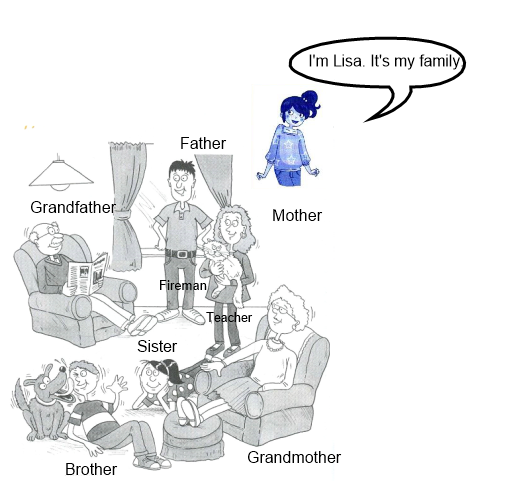 I'm Lisa. It's my family
Father
Grandfather
Mother
Fireman
Teacher
Sister
Grandmother
Brother